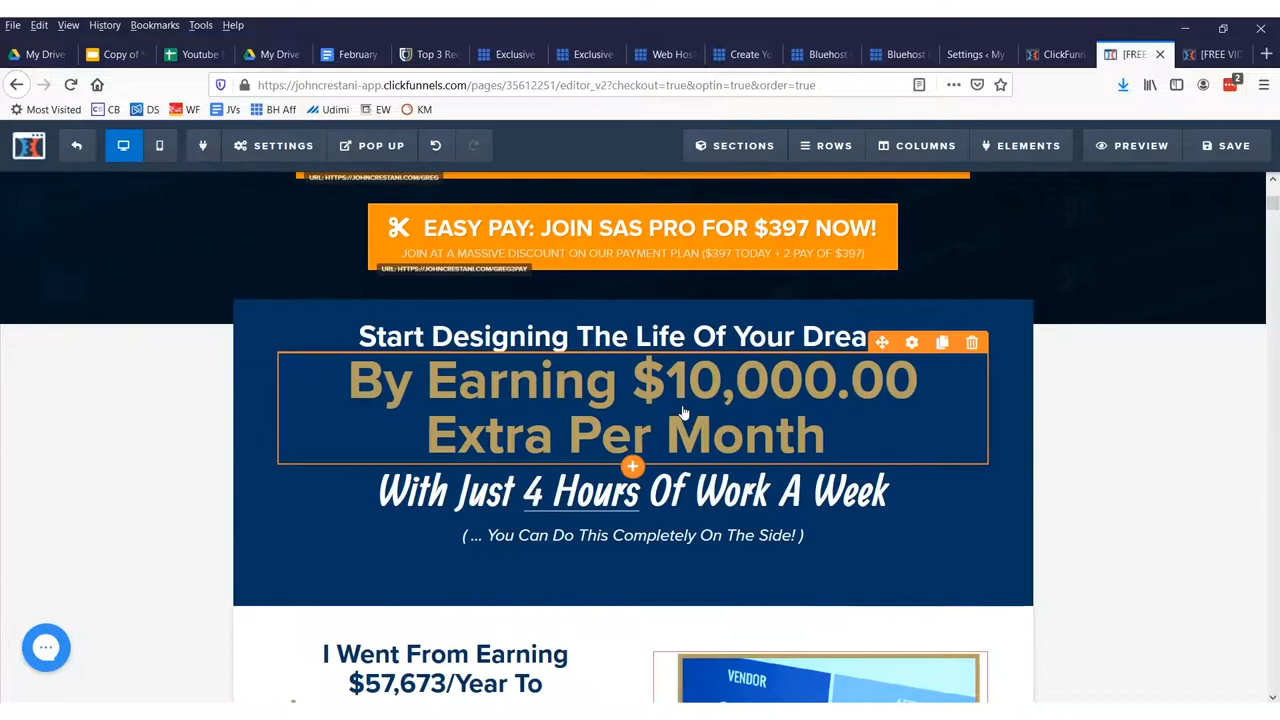 File Edit View History Bookmarks Tools Help
My Drive Copy of Youtube My Drive February Top 3 Re Exclusive Exclusive Web Hos Create Yo Bluehost Bluehost Settings ‹ My ClickFunn [FREE [FREE VID
https://johncrestani-app.clickfunnels.com/pages/35612251/editor_v2?checkout=true&optin=true&order=true
2
Most Visited CB DS WF JVs BH Aff Udimi EW KM
SETTINGS POP UP SECTIONS ROWS COLUMNS ELEMENTS PREVIEW SAVE
URL: HTTPS://JOHNCRESTANI.COM/GREG
EASY PAY: JOIN SAS PRO FOR $397 NOW!
JOIN AT A MASSIVE DISCOUNT ON OUR PAYMENT PLAN ($397 TODAY + 2 PAY OF $397)
URL: HTTPS://JOHNCRESTANI.COM/GREG3PAY
Start Designing The Life Of Your Drea
By Earning $10,000.00
Extra Per Month
With Just 4 Hours Of Work A Week
( ... You Can Do This Completely On The Side! )
I Went From Earning
$57,673/Year To
VENDOR